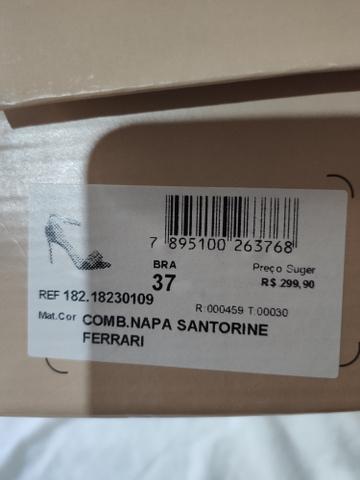 7 895100 263768
BRA
37
Preço Suger
R$.299,90
REF 182.18230109
R:000459 T:00030
Mat.Cor COMB.NAPA SANTORINE
FERRARI